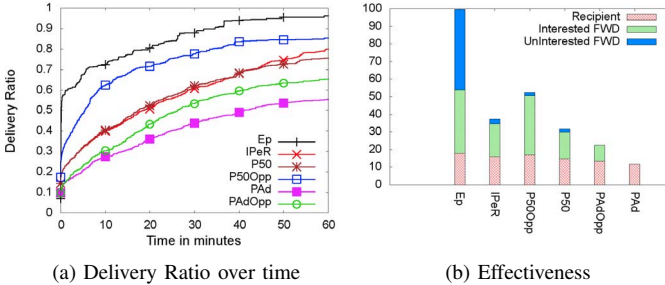 1
0.9
0.8
0.7
0.6
0.5
0.4
0.3
0.2
0.1
0
Delivery Ratio
0 10 20 30 40 50 60
Time in minutes
Ep
IPeR
P50
P50Opp
PAd
PAdOpp
(a) Delivery Ratio over time
100
90
80
70
60
50
40
30
20
10
0
Recipient
Interested FWD
UnInterested FWD
Ep
IPeR
P50Opp
P50
PAdOpp
PAd
(b) Effectiveness